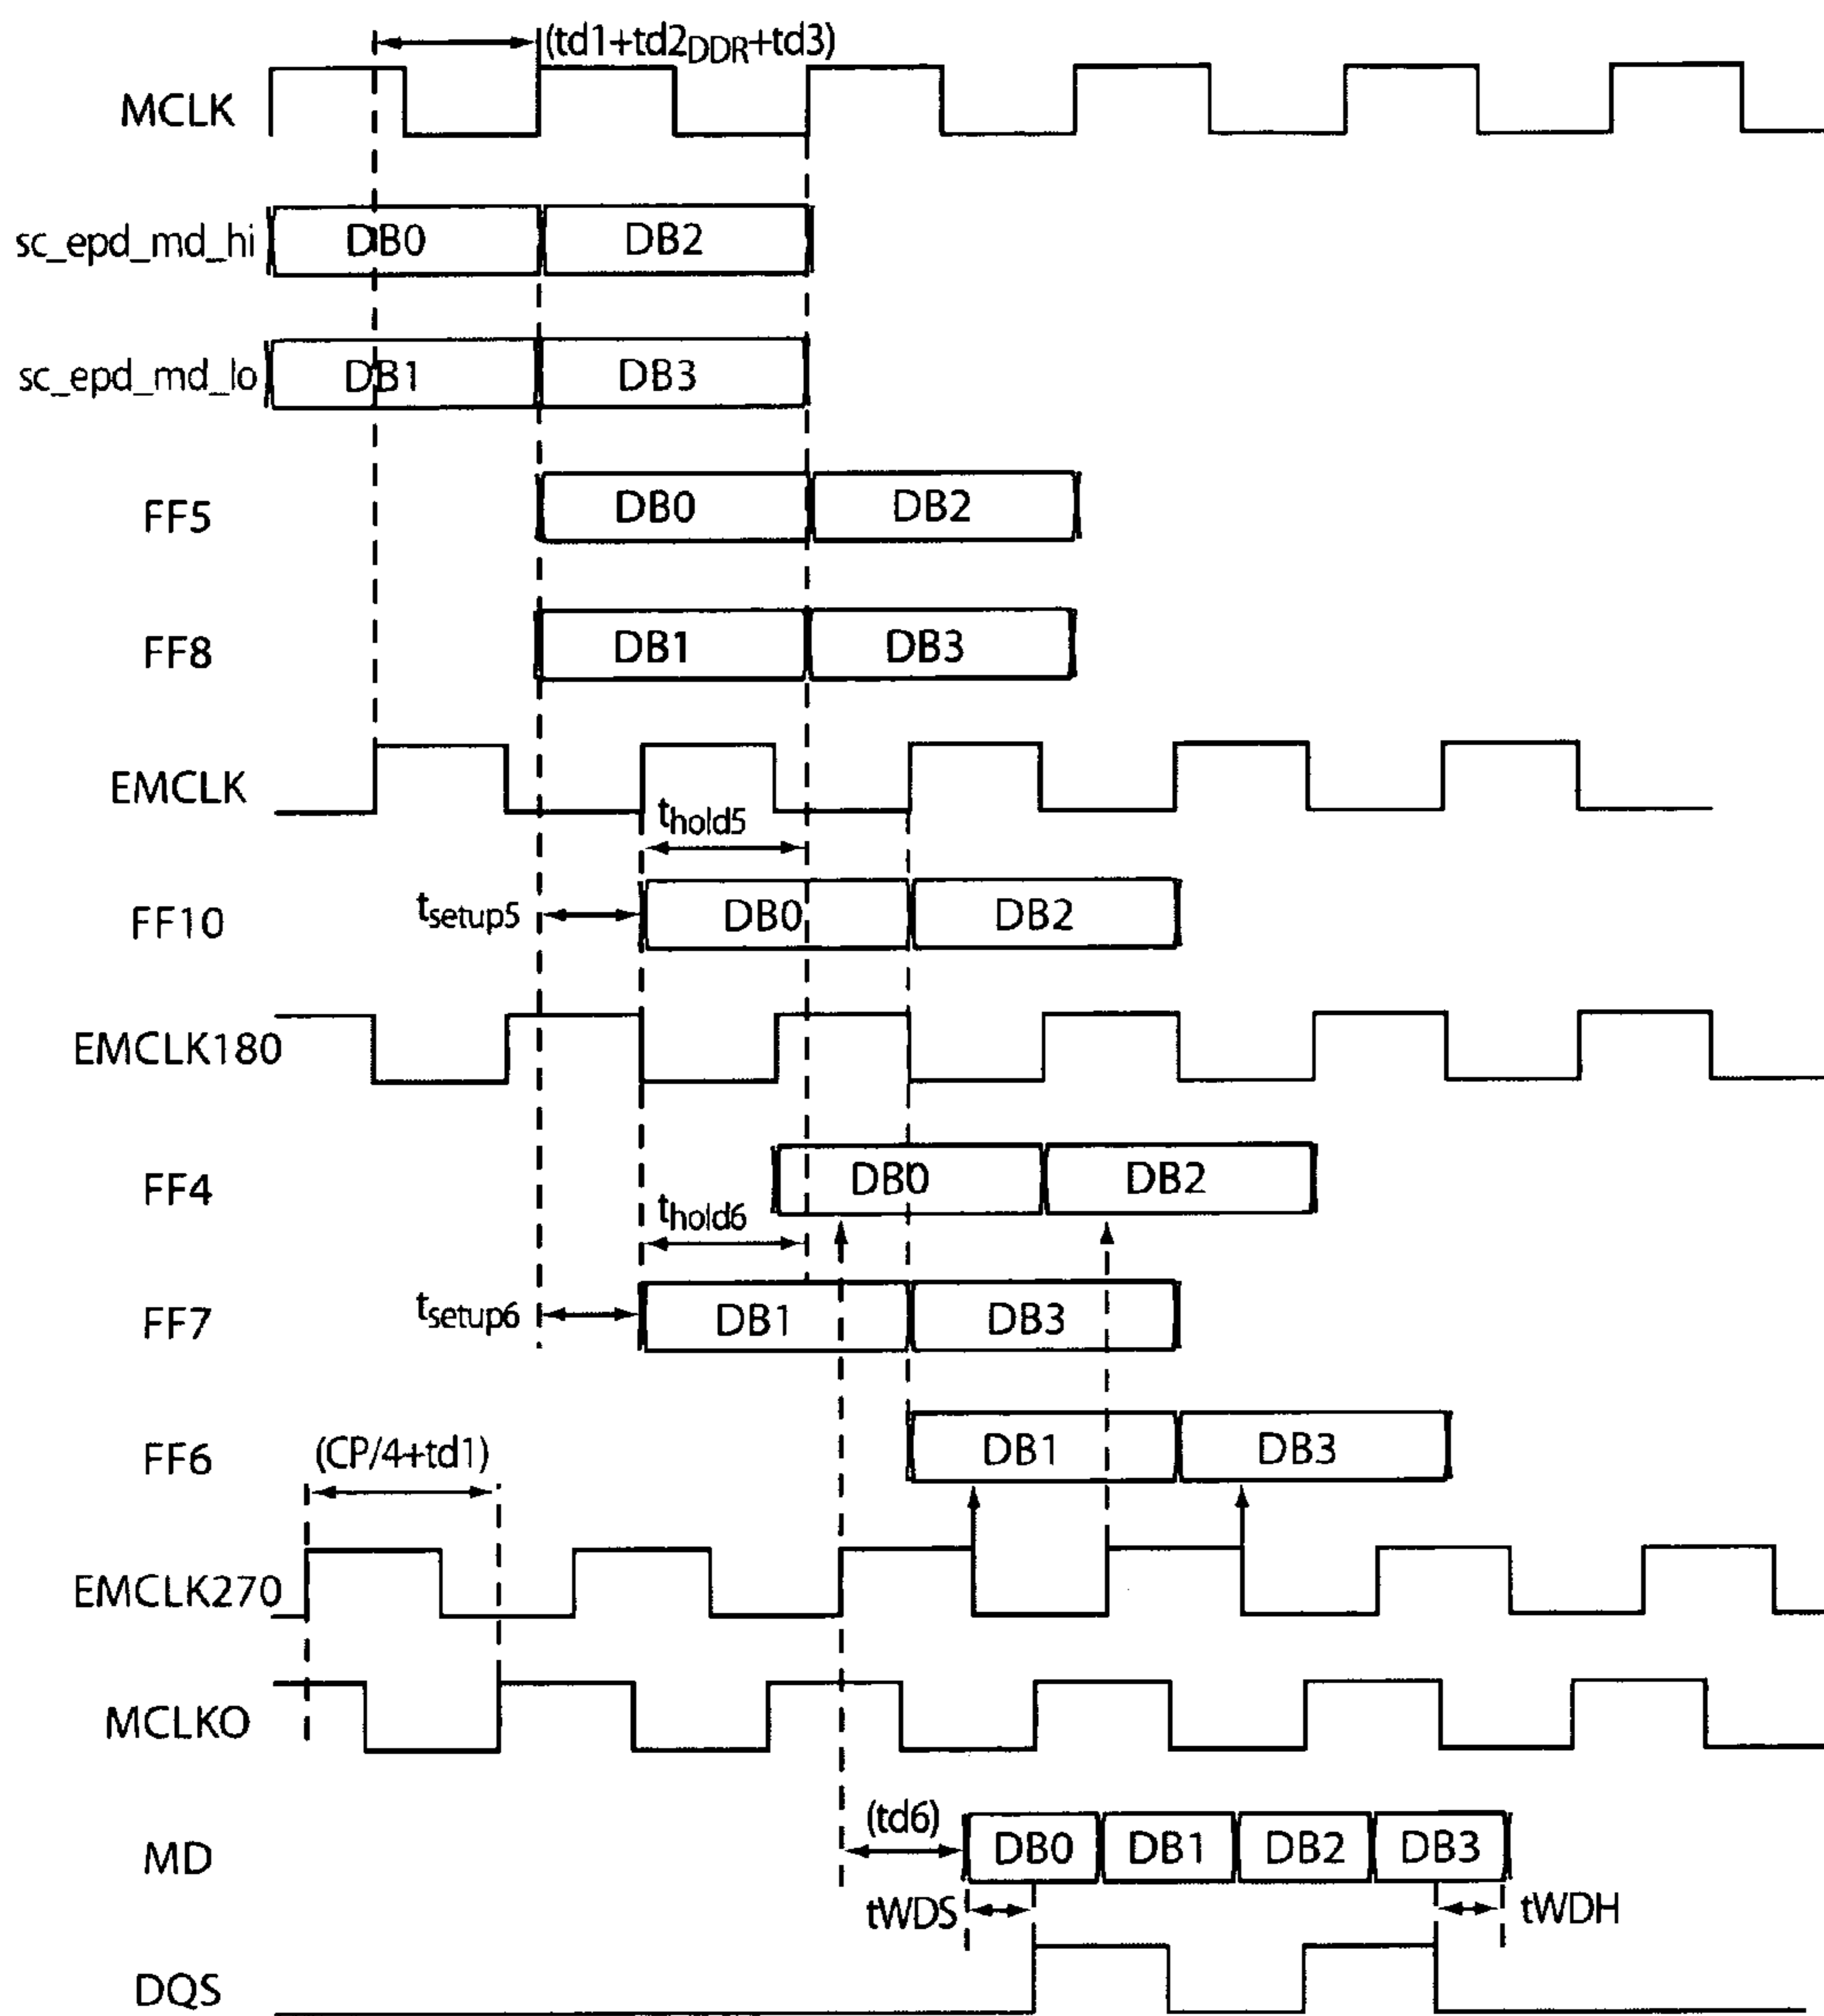 (td1+td2DDR+td3)
MCLK
sc_epd_md_hi DB0 DB2
sc_epd_md_lo DB1 DB3
FF5 DB0 DB2
FF8 DB1 DB3
EMCLK
thold5
FF10 tsetup5 DB0 DB2
EMCLK180
FF4 DB0 DB2
thold6
FF7 tsetup6 DB1 DB3
FF6 (CP/4+td1) DB1 DB3
EMCLK270
MCLKO
(td6)
MD DB0 DB1 DB2 DB3
tWDS tWDH
DQS